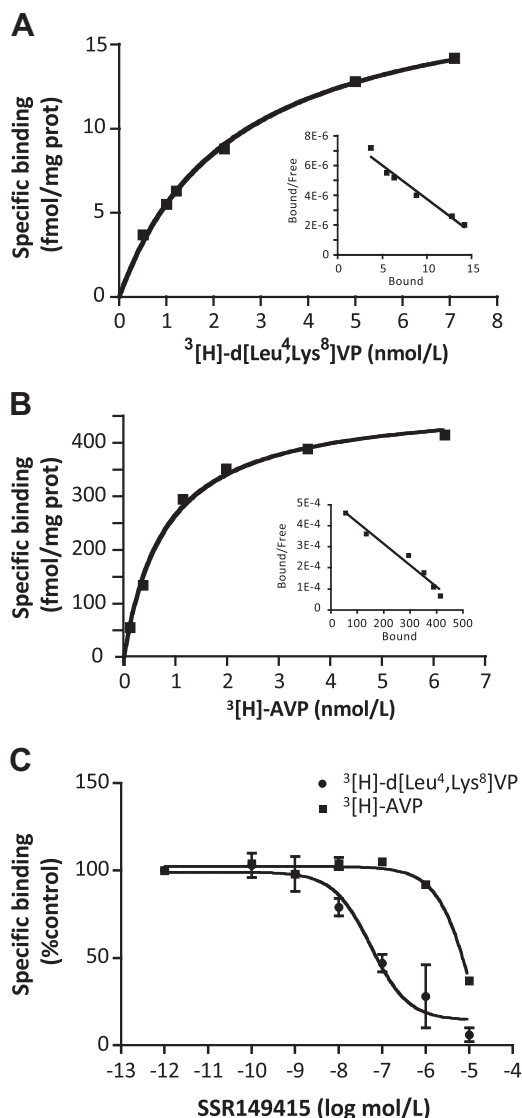 A
Specific binding
(fmol/mg prot)
15
10
5
0
0 1 2 3 4 5 6 7 8
³[H]-d[Leu⁴,Lys⁸]VP (nmol/L)
Bound/Free
8E-6
6E-6
4E-6
2E-6
0
0 5 10 15
Bound
B
Specific binding
(fmol/mg prot)
400
300
200
100
0
0 1 2 3 4 5 6 7
³[H]-AVP (nmol/L)
Bound/Free
5E-4
4E-4
3E-4
2E-4
1E-4
0
0 100 200 300 400 500
Bound
C
Specific binding
(%control)
150
100
50
0
-13 -12 -11 -10 -9 -8 -7 -6 -5 -4
SSR149415 (log mol/L)
³[H]-d[Leu⁴,Lys⁸]VP
³[H]-AVP